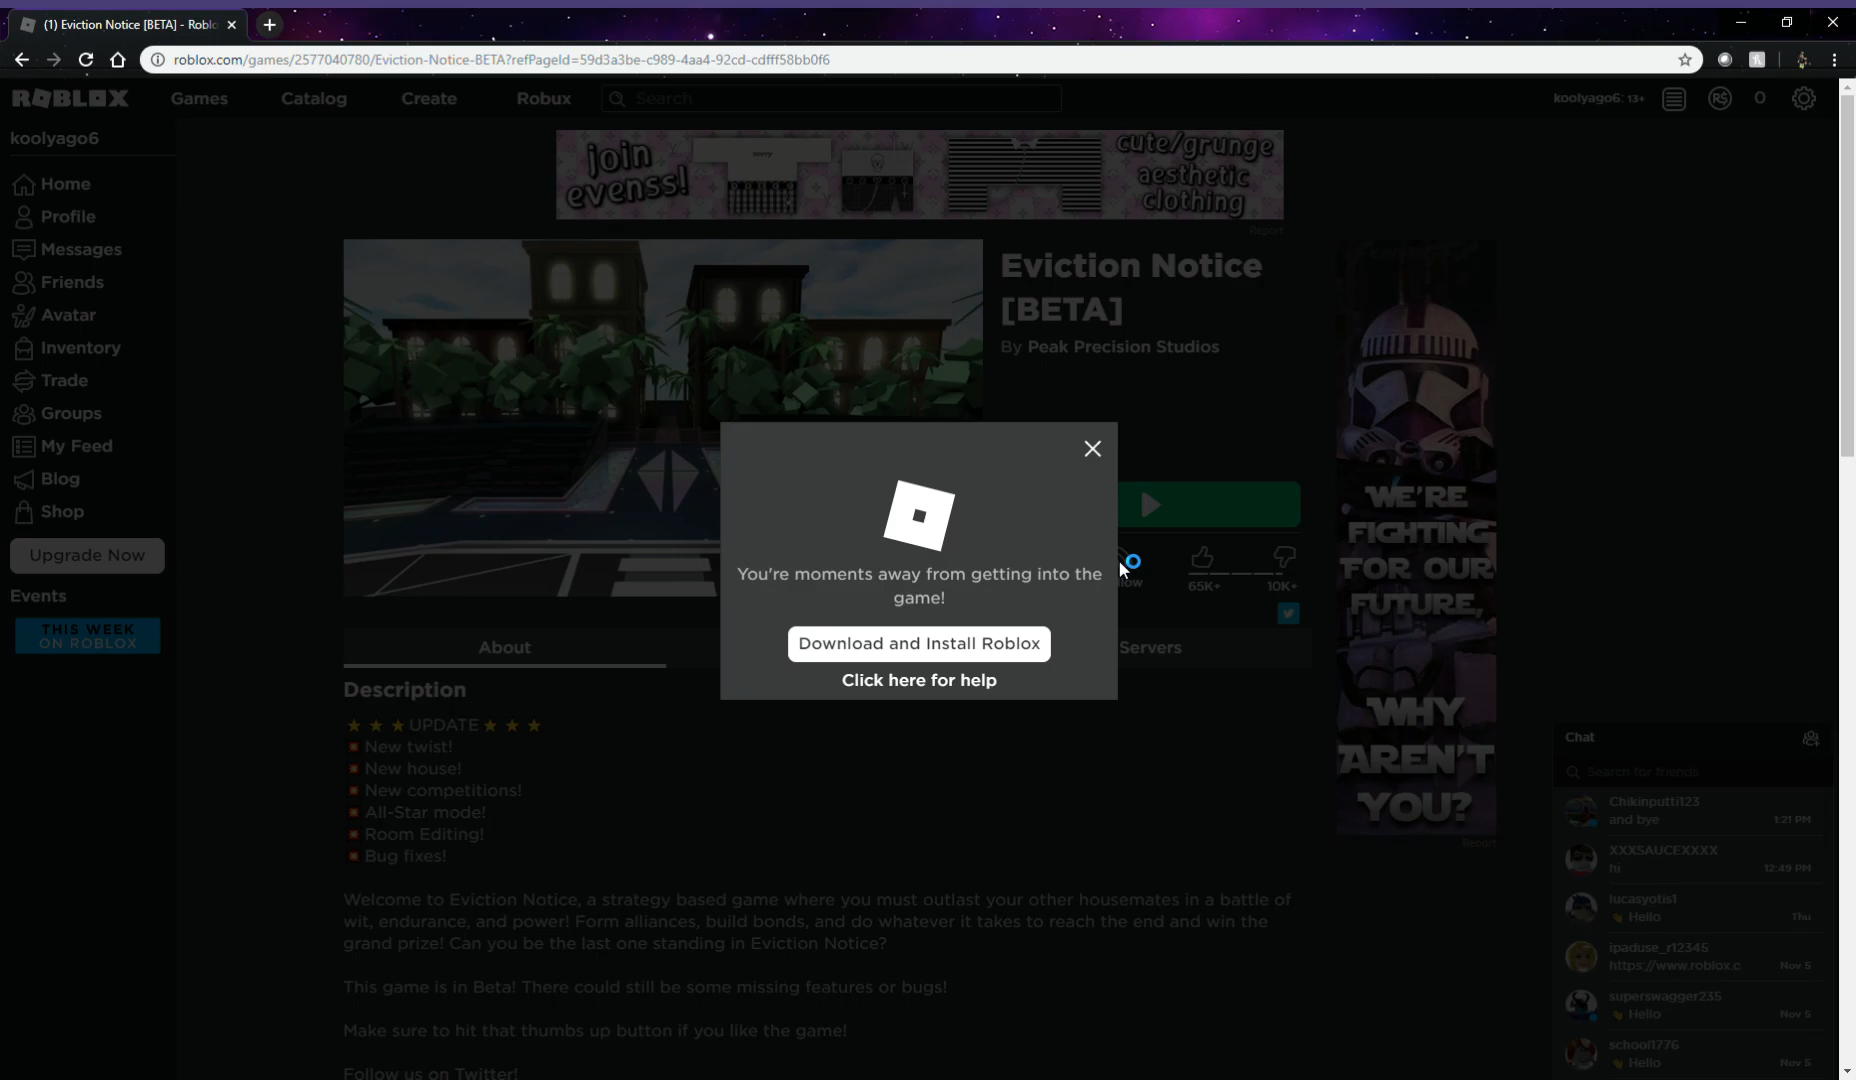 (1) Eviction Notice [BETA] - Roblo
roblox.com/games/2577040780/Eviction-Notice-BETA?refPageId=59d3a3be-c989-4aa4-92cd-cdfff58bb0f6
ROBLOX
Games
Catalog
Create
Robux
Search
koolyago6: 13+
R$
0
koolyago6
Home
Profile
Messages
Friends
Avatar
Inventory
Trade
Groups
My Feed
Blog
Shop
Upgrade Now
Events
THIS WEEK
ON ROBLOX
join
evenss!
sorry
cute/grunge
aesthetic
clothing
Report
Eviction Notice
[BETA]
By Peak Precision Studios
You're moments away from getting into the
game!
Download and Install Roblox
Click here for help
65K+
10K+
About
Servers
Description
UPDATE
New twist!
New house!
New competitions!
All-Star mode!
Room Editing!
Bug fixes!
Welcome to Eviction Notice, a strategy based game where you must outlast your other housemates in a battle of
wit, endurance, and power! Form alliances, build bonds, and do whatever it takes to reach the end and win the
grand prize! Can you be the last one standing in Eviction Notice?
This game is in Beta! There could still be some missing features or bugs!
Make sure to hit that thumbs up button if you like the game!
Follow us on Twitter!
WE'RE
FIGHTING
FOR OUR
FUTURE,
WHY
AREN'T
YOU?
Report
Chat
Search for friends
Chikinputti123
and bye 1:21 PM
XXXSAUCEXXXX
hi 12:49 PM
lucasyotis1
Hello Thu
ipaduse_r12345
https://www.roblox.c Nov 5
superswagger235
Hello Nov 5
school1776
Hello Nov 5